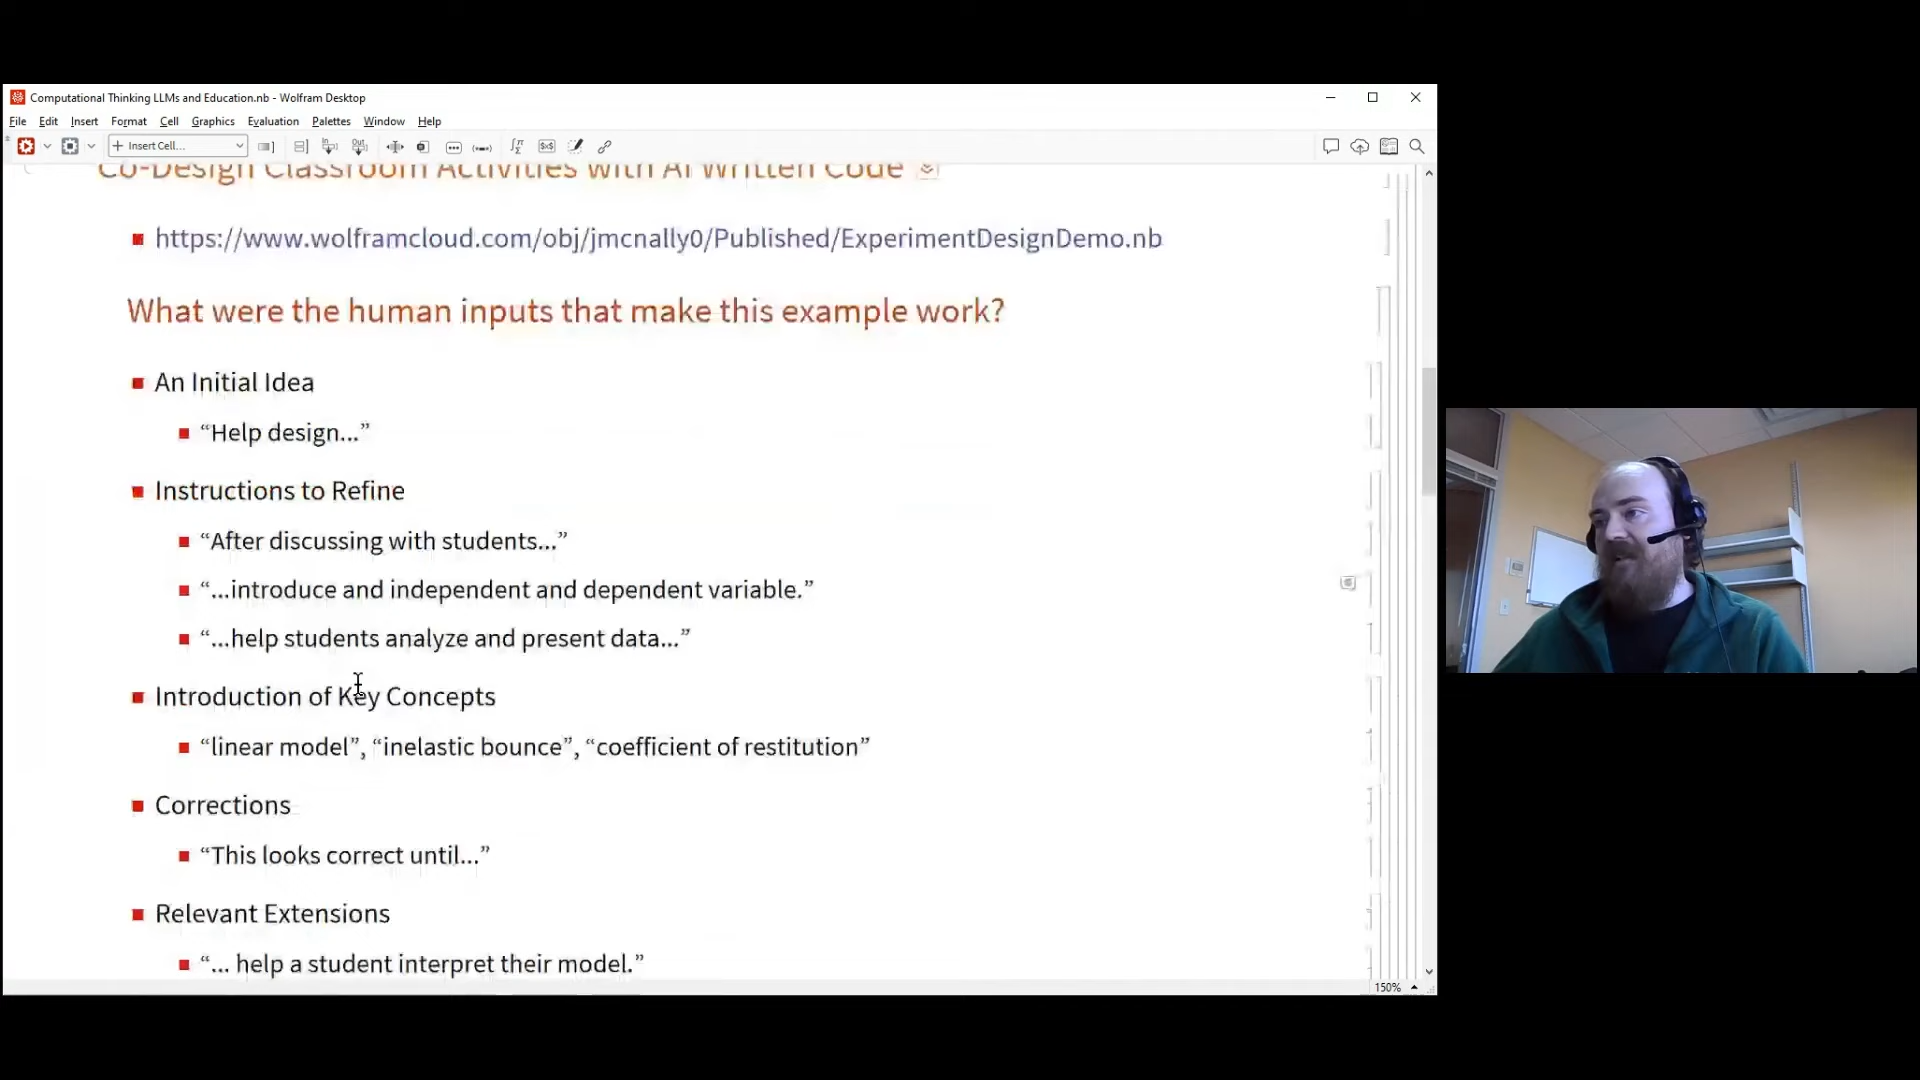 Computational Thinking LLMs and Education.nb - Wolfram Desktop
File Edit Insert Format Cell Graphics Evaluation Palettes Window Help
Insert Cell...
Co-Design Classroom Activities with AI Written Code
https://www.wolframcloud.com/obj/jmcnally0/Published/ExperimentDesignDemo.nb
What were the human inputs that make this example work?
An Initial Idea
“Help design...”
Instructions to Refine
“After discussing with students...”
“...introduce and independent and dependent variable.”
“...help students analyze and present data...”
Introduction of Key Concepts
“linear model”, “inelastic bounce”, “coefficient of restitution”
Corrections
“This looks correct until...”
Relevant Extensions
“... help a student interpret their model.”
150%